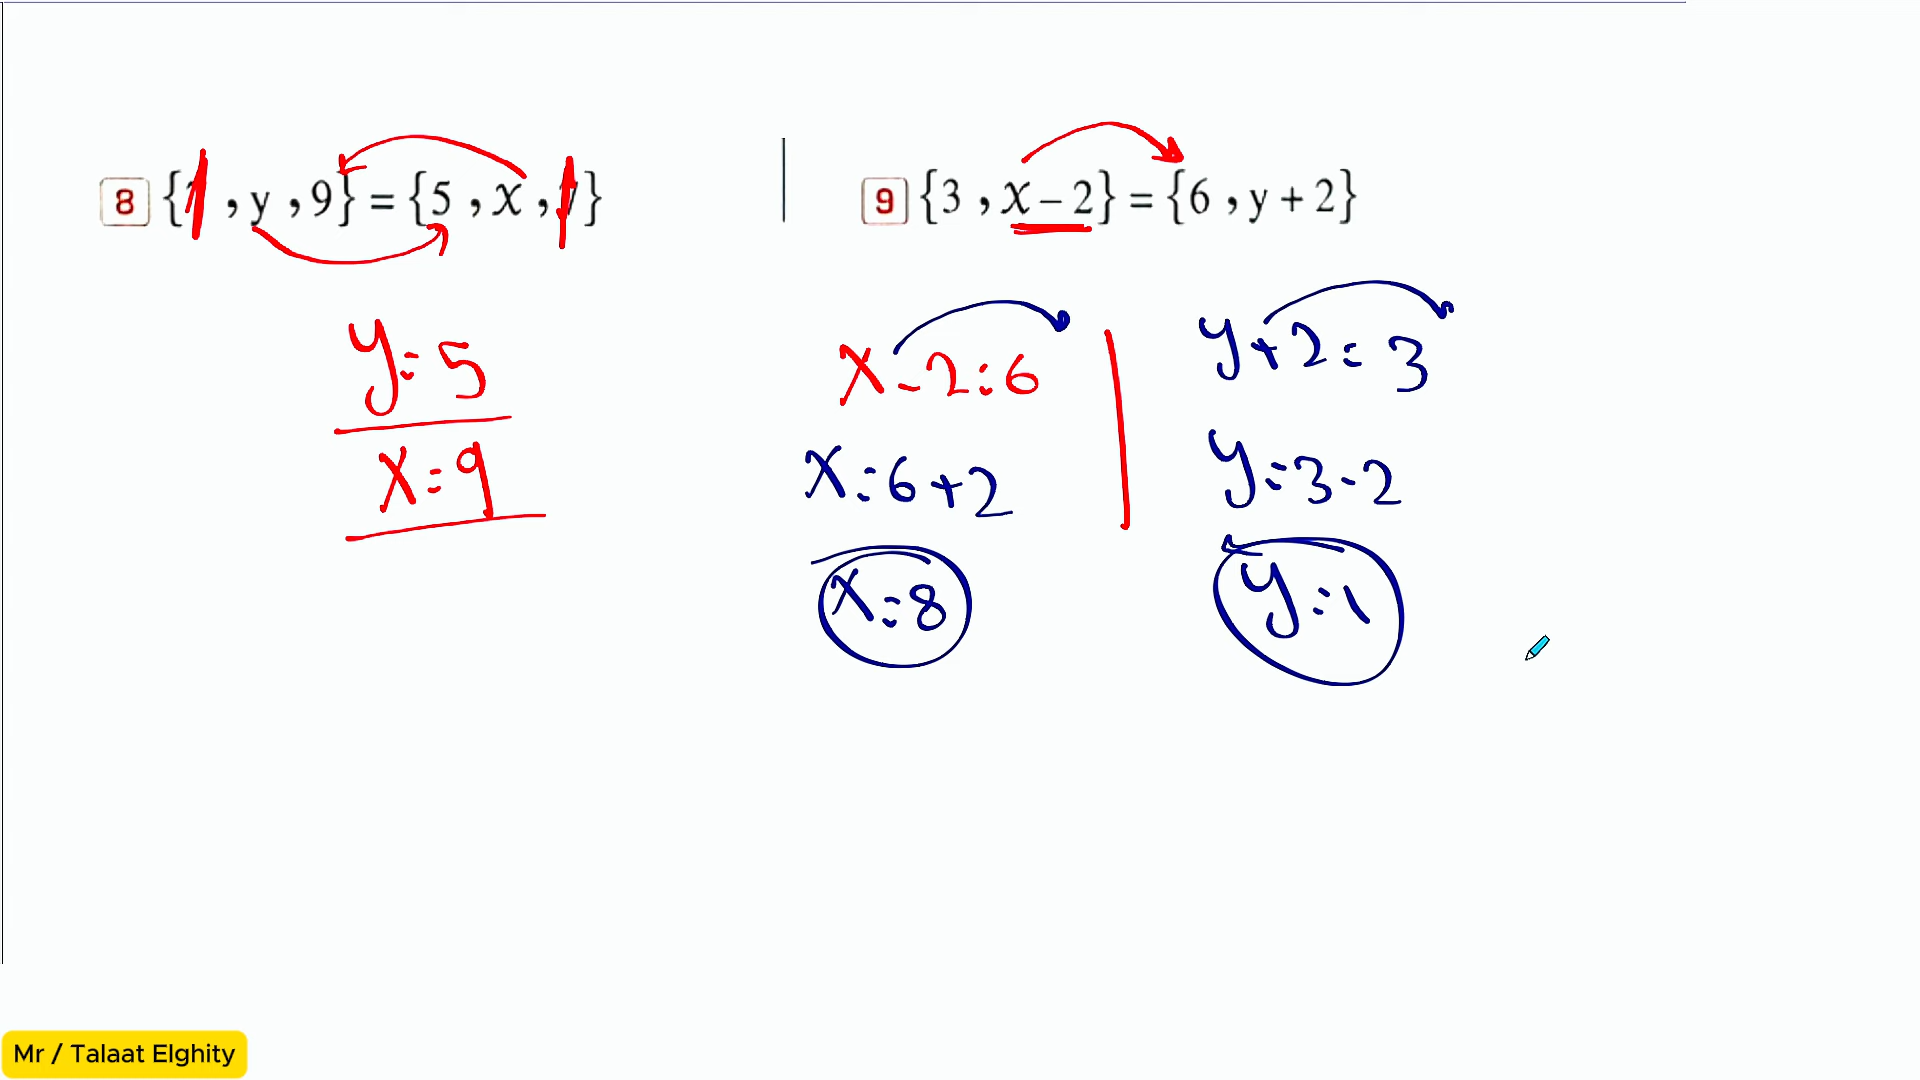 8 {7 , y , 9} = {5 , x , 7}
9 {3 , x – 2} = {6 , y + 2}
y = 5
x = 9
x - 2 = 6
x = 6 + 2
x = 8
y + 2 = 3
y = 3 - 2
y = 1
Mr / Talaat Elghity